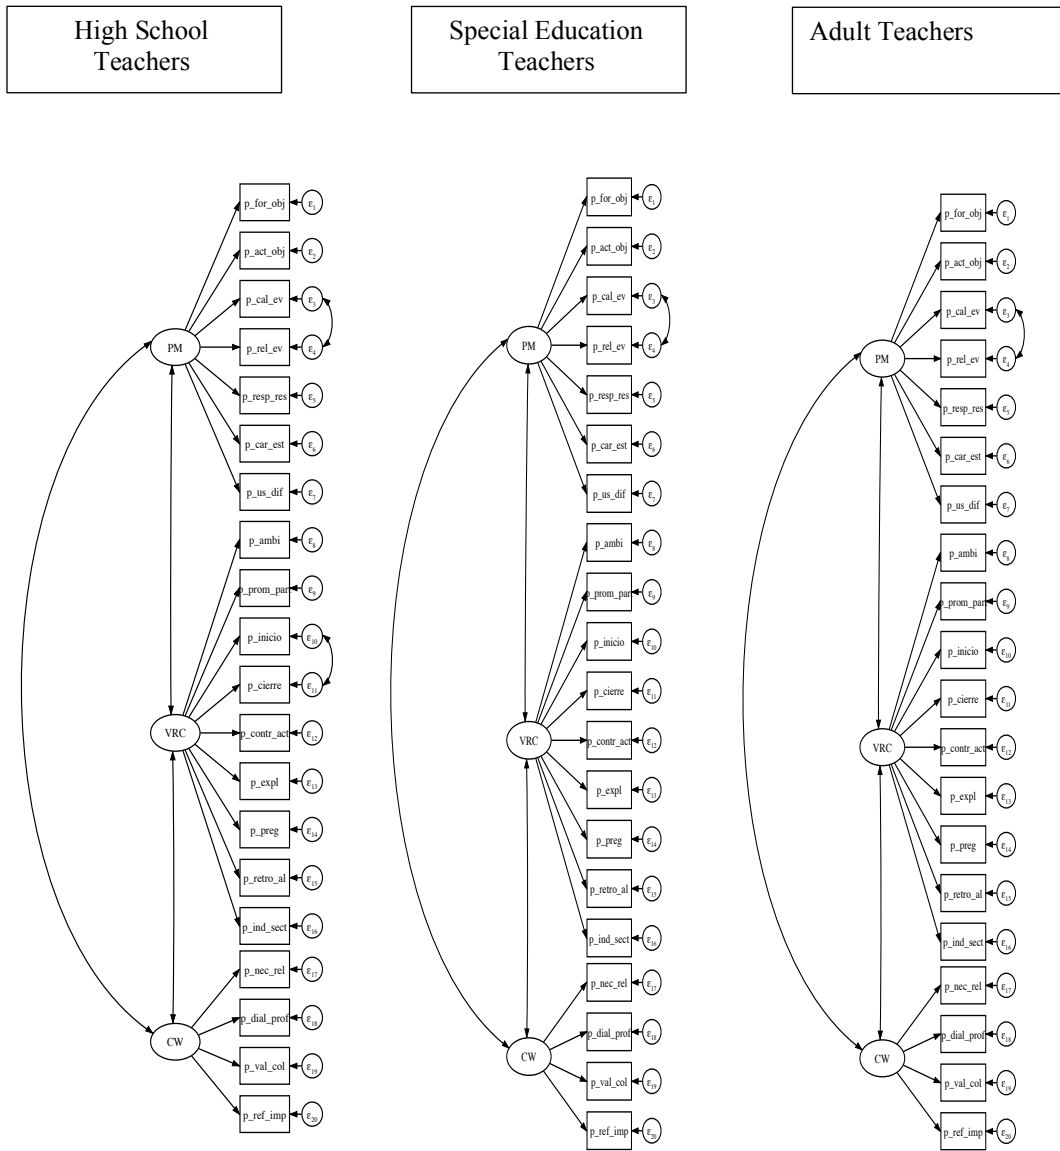 High School
Teachers
Special Education
Teachers
Adult Teachers
p_for_obj ε1
p_act_obj ε2
p_cal_ev ε3
p_rel_ev ε4
p_resp_res ε5
p_car_est ε6
p_us_dif ε7
p_ambi ε8
p_prom_par ε9
p_inicio ε10
p_cierre ε11
p_contr_act ε12
p_expl ε13
p_preg ε14
p_retro_al ε15
p_ind_sect ε16
p_nec_rel ε17
p_dial_prof ε18
p_val_col ε19
p_ref_imp ε20
PM
VRC
CW
p_for_obj ε1
p_act_obj ε2
p_cal_ev ε3
p_rel_ev ε4
p_resp_res ε5
p_car_est ε6
p_us_dif ε7
p_ambi ε8
p_prom_par ε9
p_inicio ε10
p_cierre ε11
p_contr_act ε12
p_expl ε13
p_preg ε14
p_retro_al ε15
p_ind_sect ε16
p_nec_rel ε17
p_dial_prof ε18
p_val_col ε19
p_ref_imp ε20
PM
VRC
CW
p_for_obj ε1
p_act_obj ε2
p_cal_ev ε3
p_rel_ev ε4
p_resp_res ε5
p_car_est ε6
p_us_dif ε7
p_ambi ε8
p_prom_par ε9
p_inicio ε10
p_cierre ε11
p_contr_act ε12
p_expl ε13
p_preg ε14
p_retro_al ε15
p_ind_sect ε16
p_nec_rel ε17
p_dial_prof ε18
p_val_col ε19
p_ref_imp ε20
PM
VRC
CW